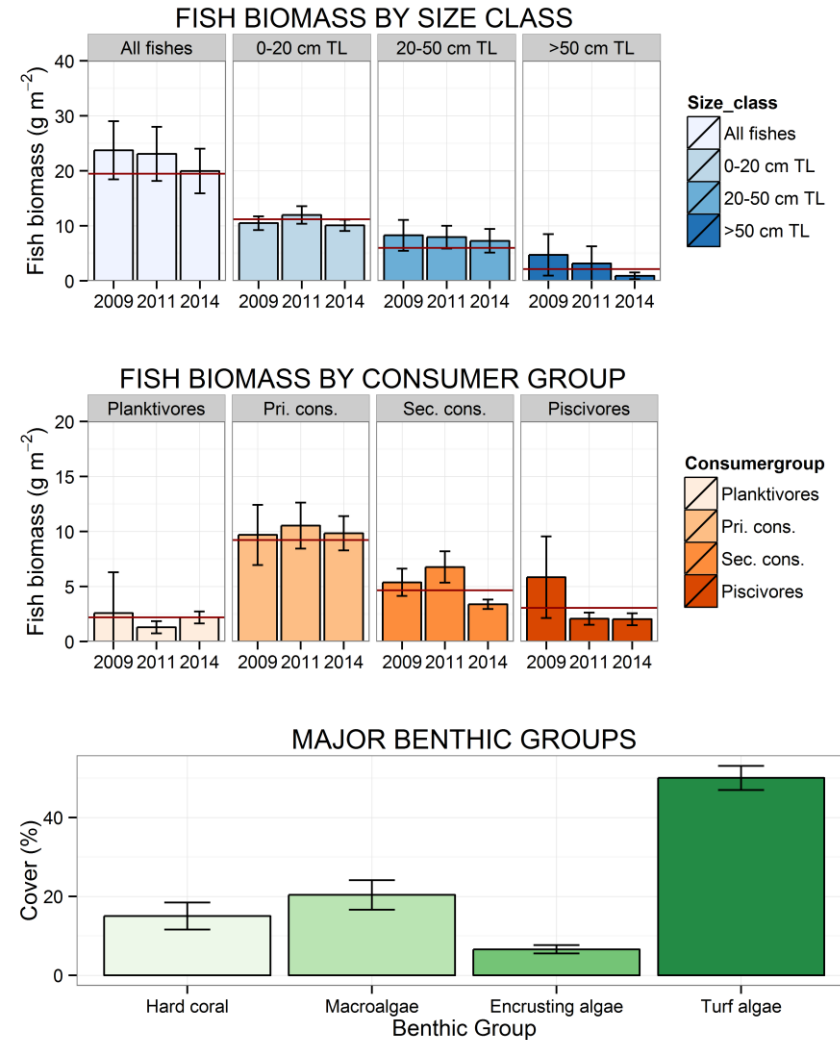 FISH BIOMASS BY SIZE CLASS
All fishes 0-20 cm TL 20-50 cm TL >50 cm TL
Fish biomass (g m⁻²)
40
30
20
10
0
2009 2011 2014 2009 2011 2014 2009 2011 2014 2009 2011 2014
Size_class
All fishes
0-20 cm TL
20-50 cm TL
>50 cm TL
FISH BIOMASS BY CONSUMER GROUP
Planktivores Pri. cons. Sec. cons. Piscivores
Fish biomass (g m⁻²)
20
15
10
5
0
2009 2011 2014 2009 2011 2014 2009 2011 2014 2009 2011 2014
Consumergroup
Planktivores
Pri. cons.
Sec. cons.
Piscivores
MAJOR BENTHIC GROUPS
Cover (%)
40
20
0
Hard coral Macroalgae Encrusting algae Turf algae
Benthic Group